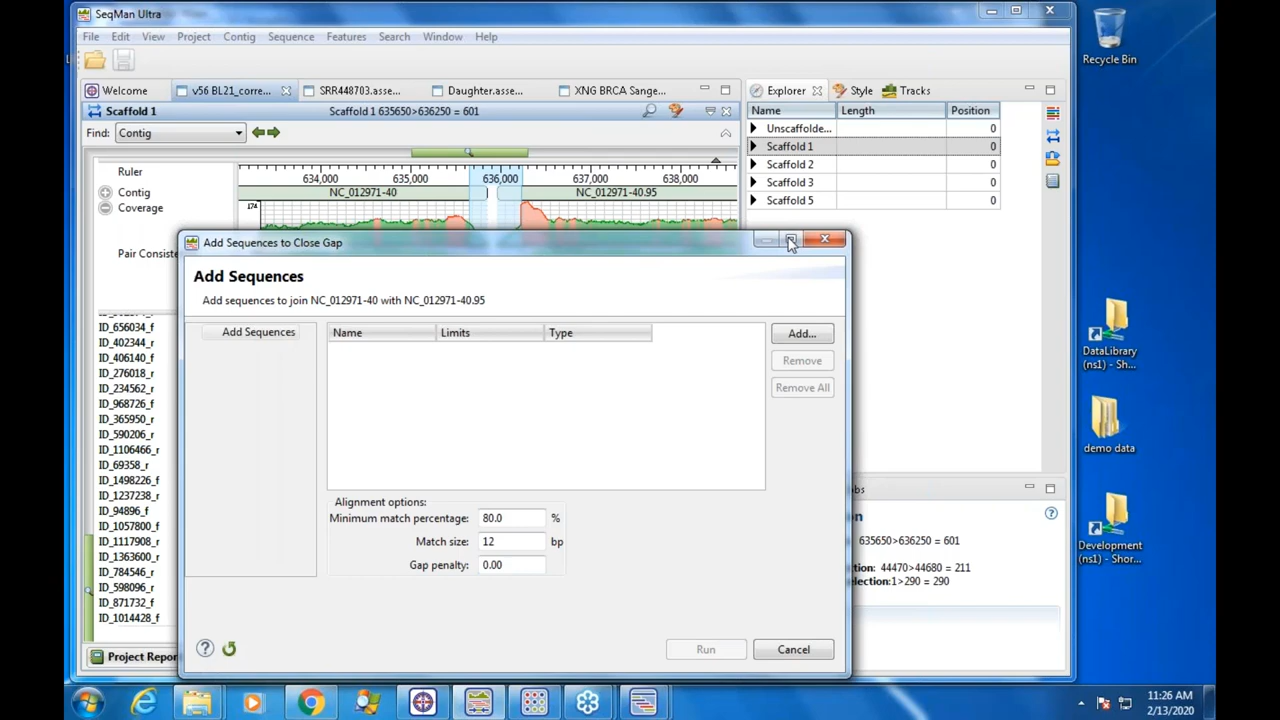 SeqMan Ultra
File Edit View Project Contig Sequence Features Search Window Help
Recycle Bin
Welcome v56 BL21_corre... SRR448703.asse... Daughter.asse... XNG BRCA Sange...
Explorer Style Tracks
Scaffold 1 Scaffold 1 635650>636250 = 601
Name Length Position
Find: Contig
Unscaffolde... 0
Scaffold 1 0
Scaffold 2 0
Scaffold 3 0
Scaffold 5 0
Ruler
634,000 635,000 636,000 637,000 638,000
Contig NC_012971-40 NC_012971-40.95
Coverage 174
Pair Consiste
Add Sequences to Close Gap
Add Sequences
Add sequences to join NC_012971-40 with NC_012971-40.95
Add Sequences
Name Limits Type
Add...
Remove
Remove All
Alignment options:
Minimum match percentage: 80.0 %
Match size: 12 bp
Gap penalty: 0.00
Run Cancel
ID_656034_f
ID_402344_r
ID_406140_f
ID_276018_r
ID_234562_r
ID_968726_f
ID_365950_r
ID_590206_r
ID_1106466_r
ID_69358_r
ID_1498226_f
ID_1237238_r
ID_94896_f
ID_1057800_f
ID_1117908_r
ID_1363600_r
ID_784546_r
ID_598096_r
ID_871732_f
ID_1014428_f
Project Repor
obs
on
635650>636250 = 601
ction: 44470>44680 = 211
election:1>290 = 290
DataLibrary
(ns1) - Sho...
demo data
Development
(ns1) - Shor...
11:26 AM
2/13/2020